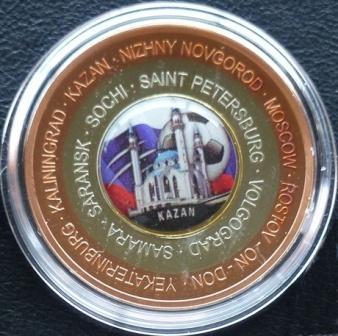 KALININGRAD · KAZAN · NIZHNY NOVGOROD · MOSCOW · ROSTOV-ON-DON · YEKATERINBURG ·
SARANSK · SOCHI · SAINT PETERSBURG · VOLGOGRAD · SAMARA ·
KAZAN